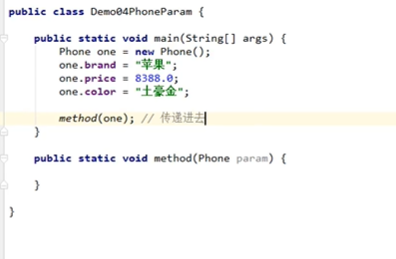 public class Demo04PhoneParam {
public static void main(String[] args) {
Phone one = new Phone();
one.brand = "苹果";
one.price = 8388.0;
one.color = "土豪金";
method(one); // 传递进去
}
public static void method(Phone param) {
}
}